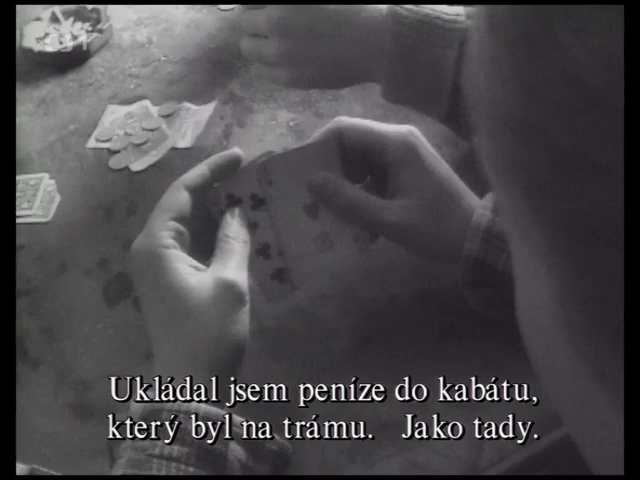 Ukládal jsem peníze do kabátu,
který byl na trámu. Jako tady.